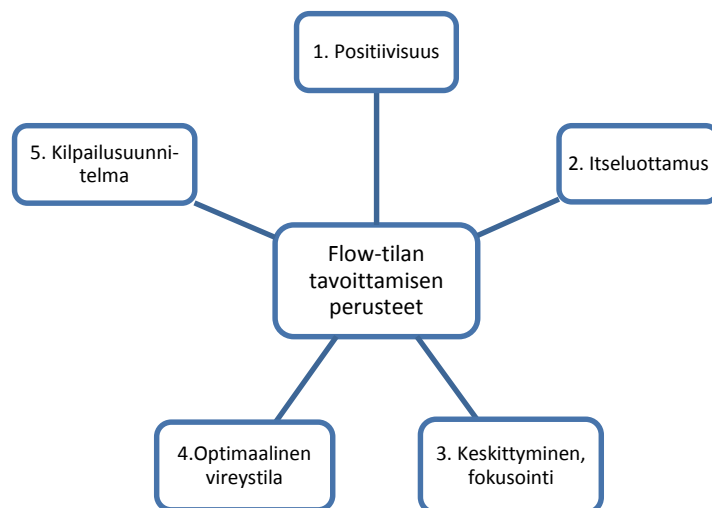 1. Positiivisuus
2. Itseluottamus
3. Keskittyminen,
fokusointi
4.Optimaalinen
vireystila
5. Kilpailusuunni-
telma
Flow-tilan
tavoittamisen
perusteet